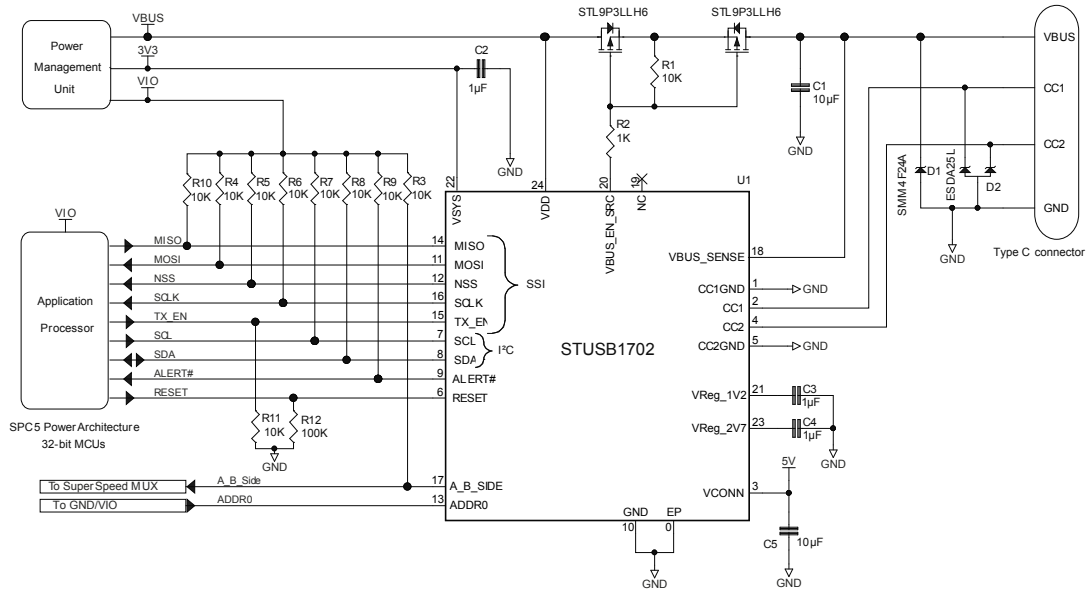 STL9P3LLH6
STL9P3LLH6
VBUS
Power
Management
Unit
3V3
VIO
C2
1µF
GND
R1
10K
R2
1K
C1
10µF
GND
VBUS
CC1
CC2
GND
Type C connector
SMM4F24A
D1
ESDA25L
D2
GND
R10
10K
R4
10K
R5
10K
R6
10K
R7
10K
R8
10K
R9
10K
R3
10K
22
VSYS
24
VDD
20
VBUS_EN_SRC
19
NC
U1
VIO
Application
Processor
SPC5 Power Architecture
32-bit MCUs
MISO
14
MISO
MOSI
11
MOSI
NSS
12
NSS
SCLK
16
SCLK
TX_EN
15
TX_EN
SSI
SCL
7
SCL
SDA
8
SDA
I²C
ALERT#
9
ALERT#
RESET
6
RESET
R11
10K
R12
100K
GND
To SuperSpeed MUX
A_B_Side
17
A_B_SIDE
To GND/VIO
ADDR0
13
ADDR0
STUSB1702
VBUS_SENSE
18
CC1GND
1
GND
CC1
2
CC2
4
CC2GND
5
GND
VReg_1V2
21
C3
1µF
VReg_2V7
23
C4
1µF
GND
5V
VCONN
3
C5
10µF
GND
GND
10
EP
0
GND